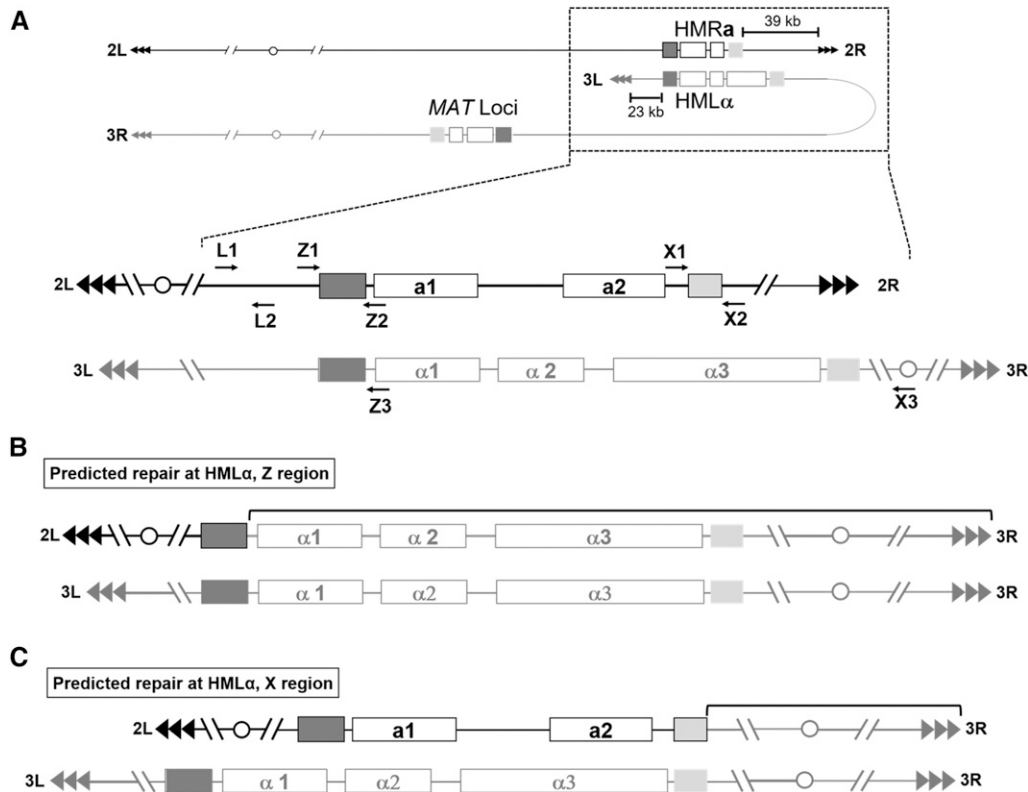 A
39 kb
2L HMRa 2R
3L
HMLα
23 kb
MAT Loci
3R
L1 Z1 X1
2L a1 a2 2R
L2 Z2 X2
3L α1 α 2 α3 3R
Z3 X3
B
Predicted repair at HMLα, Z region
2L α1 α 2 α3 3R
3L α 1 α2 α3 3R
C
Predicted repair at HMLα, X region
2L a1 a2 3R
3L α 1 α2 α3 3R